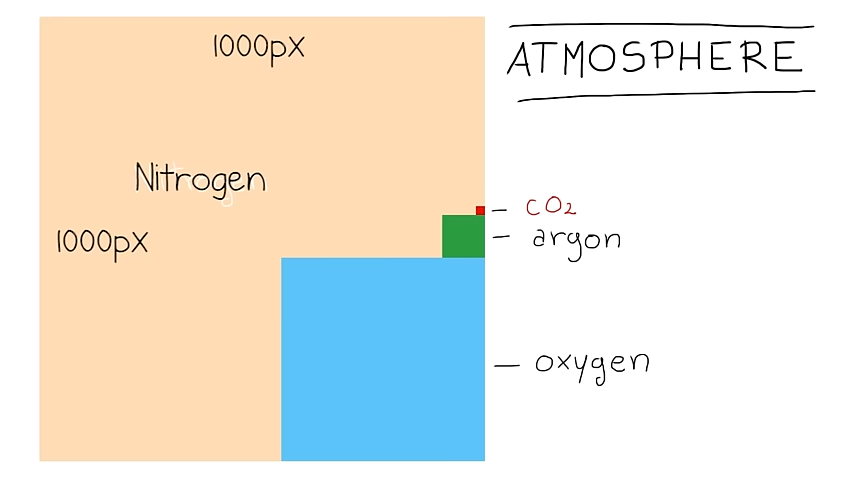 1000pX
ATMOSPHERE
Nitrogen
CO2
argon
1000pX
oxygen